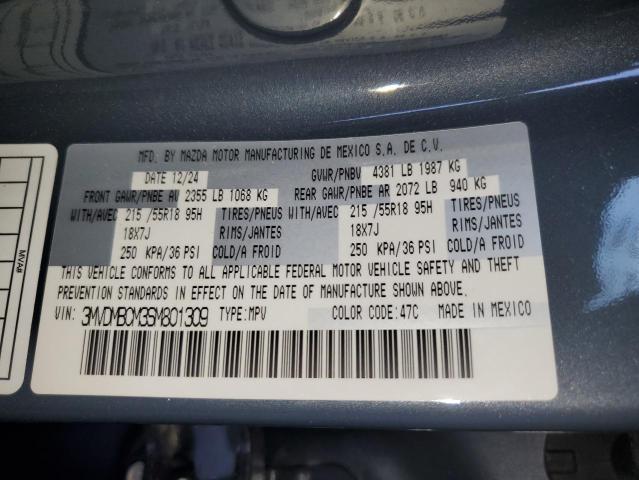 MFD. BY MAZDA MOTOR MANUFACTURING DE MEXICO S.A. DE C.V.
DATE 12/24 GVWR/PNBV 4381 LB 1987 KG
FRONT GAWR/PNBE AV 2355 LB 1068 KG REAR GAWR/PNBE AR 2072 LB 940 KG
WITH/AVEC 215 /55R18 95H TIRES/PNEUS WITH/AVEC 215 /55R18 95H TIRES/PNEUS
18X7J RIMS/JANTES 18X7J RIMS/JANTES
250 KPA/36 PSI COLD/A FROID 250 KPA/36 PSI COLD/A FROID
THIS VEHICLE CONFORMS TO ALL APPLICABLE FEDERAL MOTOR VEHICLE SAFETY AND THEFT
PREVENTION STANDARDS IN EFFECT ON THE DATE OF MANUFACTURE SHOWN ABOVE.
VIN: 3MVDMBCM3SM801309 TYPE:MPV COLOR CODE:47C MADE IN MEXICO
MVA#